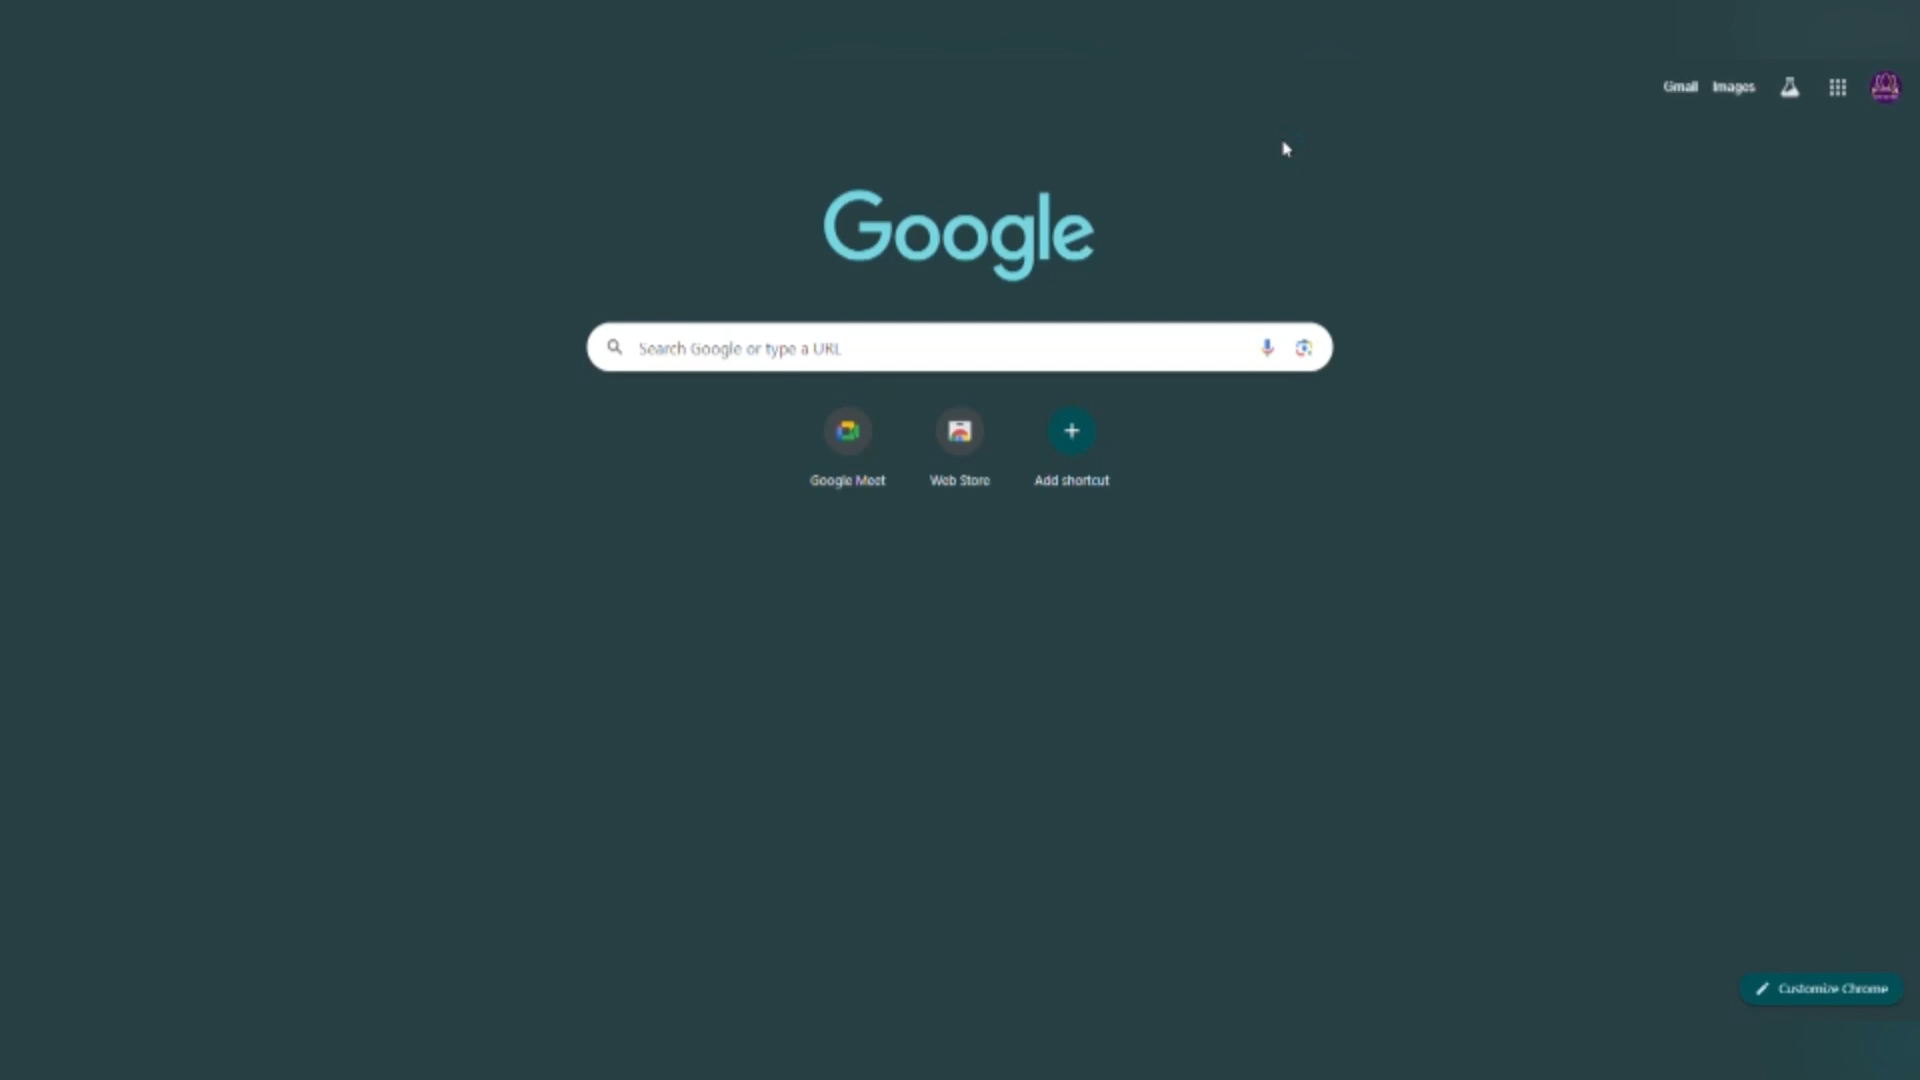 Gmail Images
Google
Search Google or type a URL
Google Meet
Web Store
Add shortcut
Customize Chrome